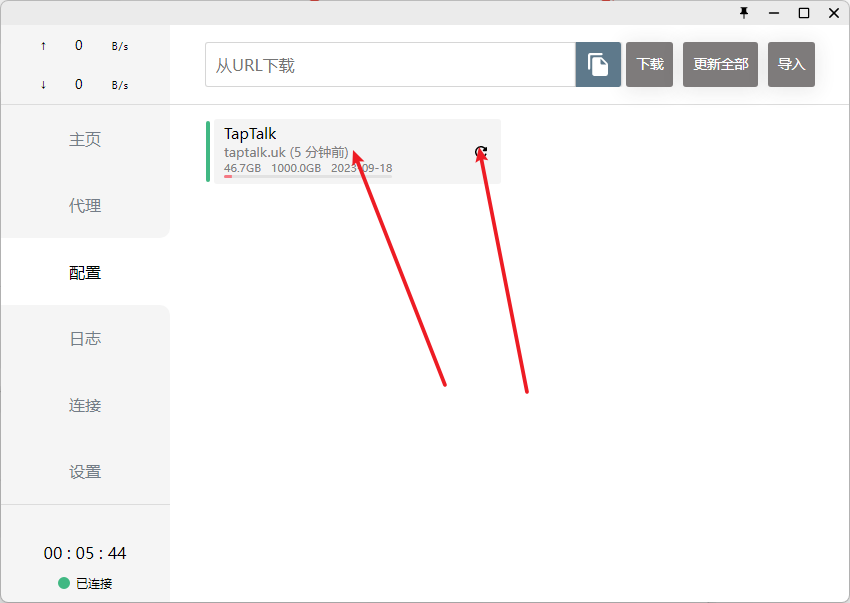 ↑ 0 B/s
↓ 0 B/s
从URL下载
下载
更新全部
导入
主页
代理
配置
日志
连接
设置
TapTalk
taptalk.uk (5 分钟前)
46.7GB 1000.0GB 2023-09-18
00 : 05 : 44
已连接